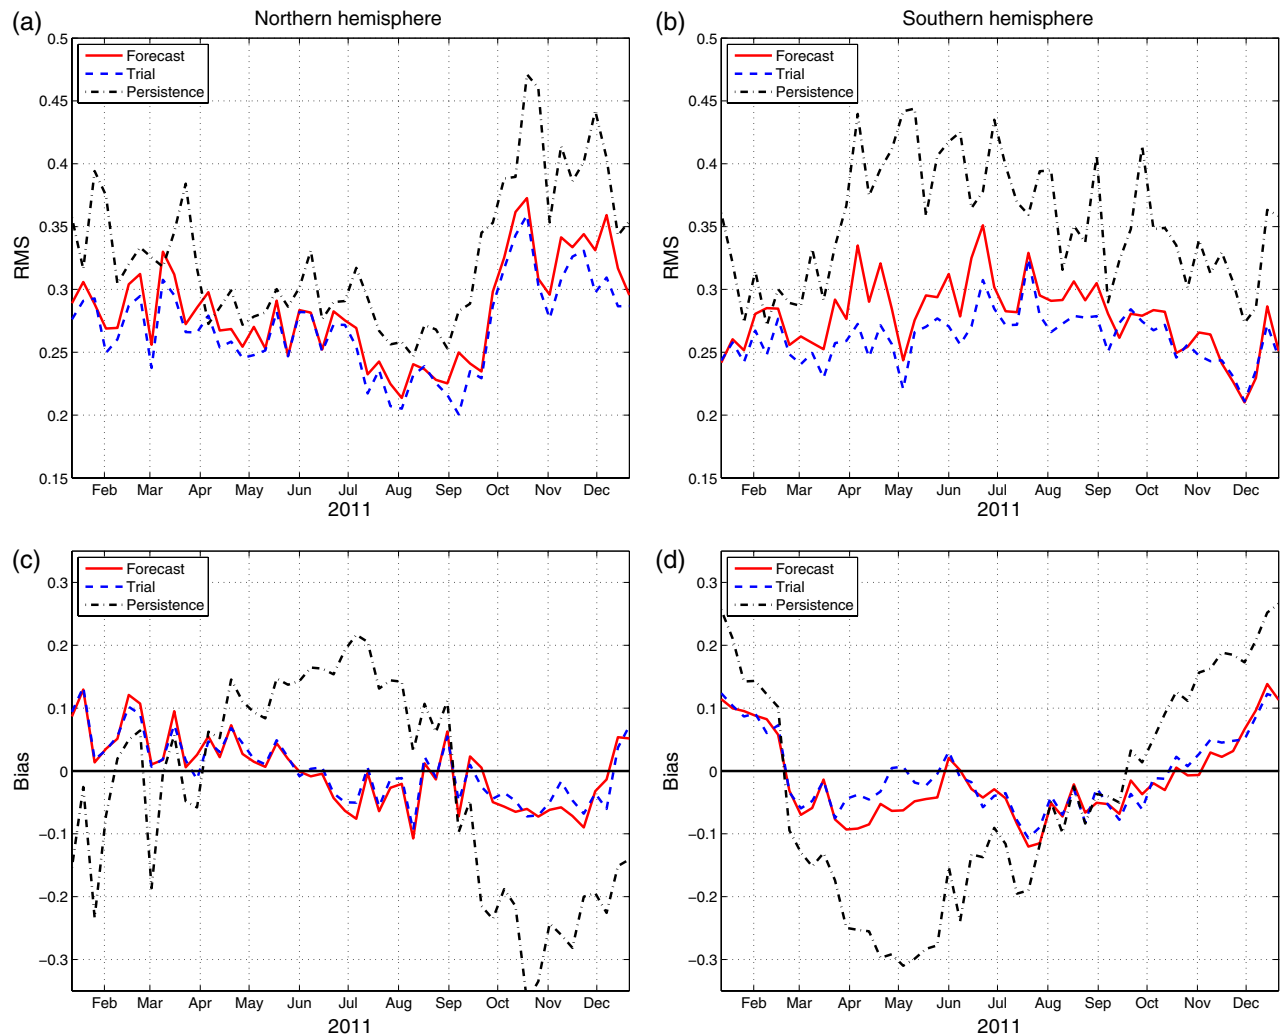 (a)
Northern hemisphere
0.5
0.45
0.4
0.35
0.3
0.25
0.2
0.15
RMS
Forecast
Trial
Persistence
Feb Mar Apr May Jun Jul Aug Sep Oct Nov Dec
2011
(b)
Southern hemisphere
0.5
0.45
0.4
0.35
0.3
0.25
0.2
0.15
RMS
Forecast
Trial
Persistence
Feb Mar Apr May Jun Jul Aug Sep Oct Nov Dec
2011
(c)
0.3
0.2
0.1
0
−0.1
−0.2
−0.3
Bias
Forecast
Trial
Persistence
Feb Mar Apr May Jun Jul Aug Sep Oct Nov Dec
2011
(d)
0.3
0.2
0.1
0
−0.1
−0.2
−0.3
Bias
Forecast
Trial
Persistence
Feb Mar Apr May Jun Jul Aug Sep Oct Nov Dec
2011